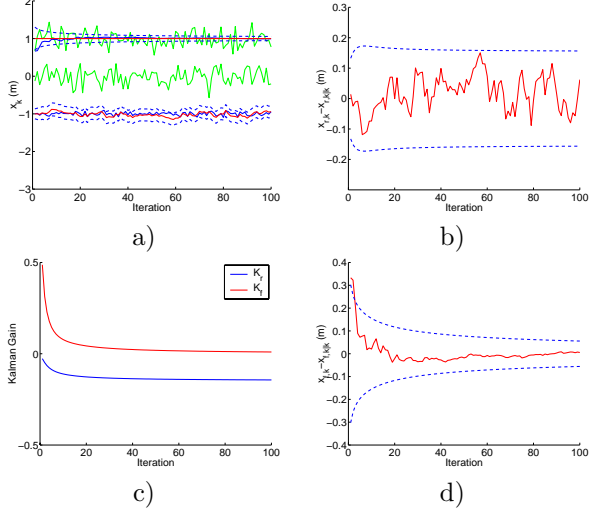 2
1
0
−1
−2
−3
x_k (m)
0 20 40 60 80 100
Iteration
a)
0.3
0.2
0.1
0
−0.1
−0.2
x_{r,k}−x_{r,k|k} (m)
0 20 40 60 80 100
Iteration
b)
0.5
0
−0.5
Kalman Gain
K_r
K_f
0 20 40 60 80 100
Iteration
c)
0.4
0.3
0.2
0.1
0
−0.1
−0.2
−0.3
−0.4
x_{f,k}−x_{f,k|k} (m)
0 20 40 60 80 100
Iteration
d)